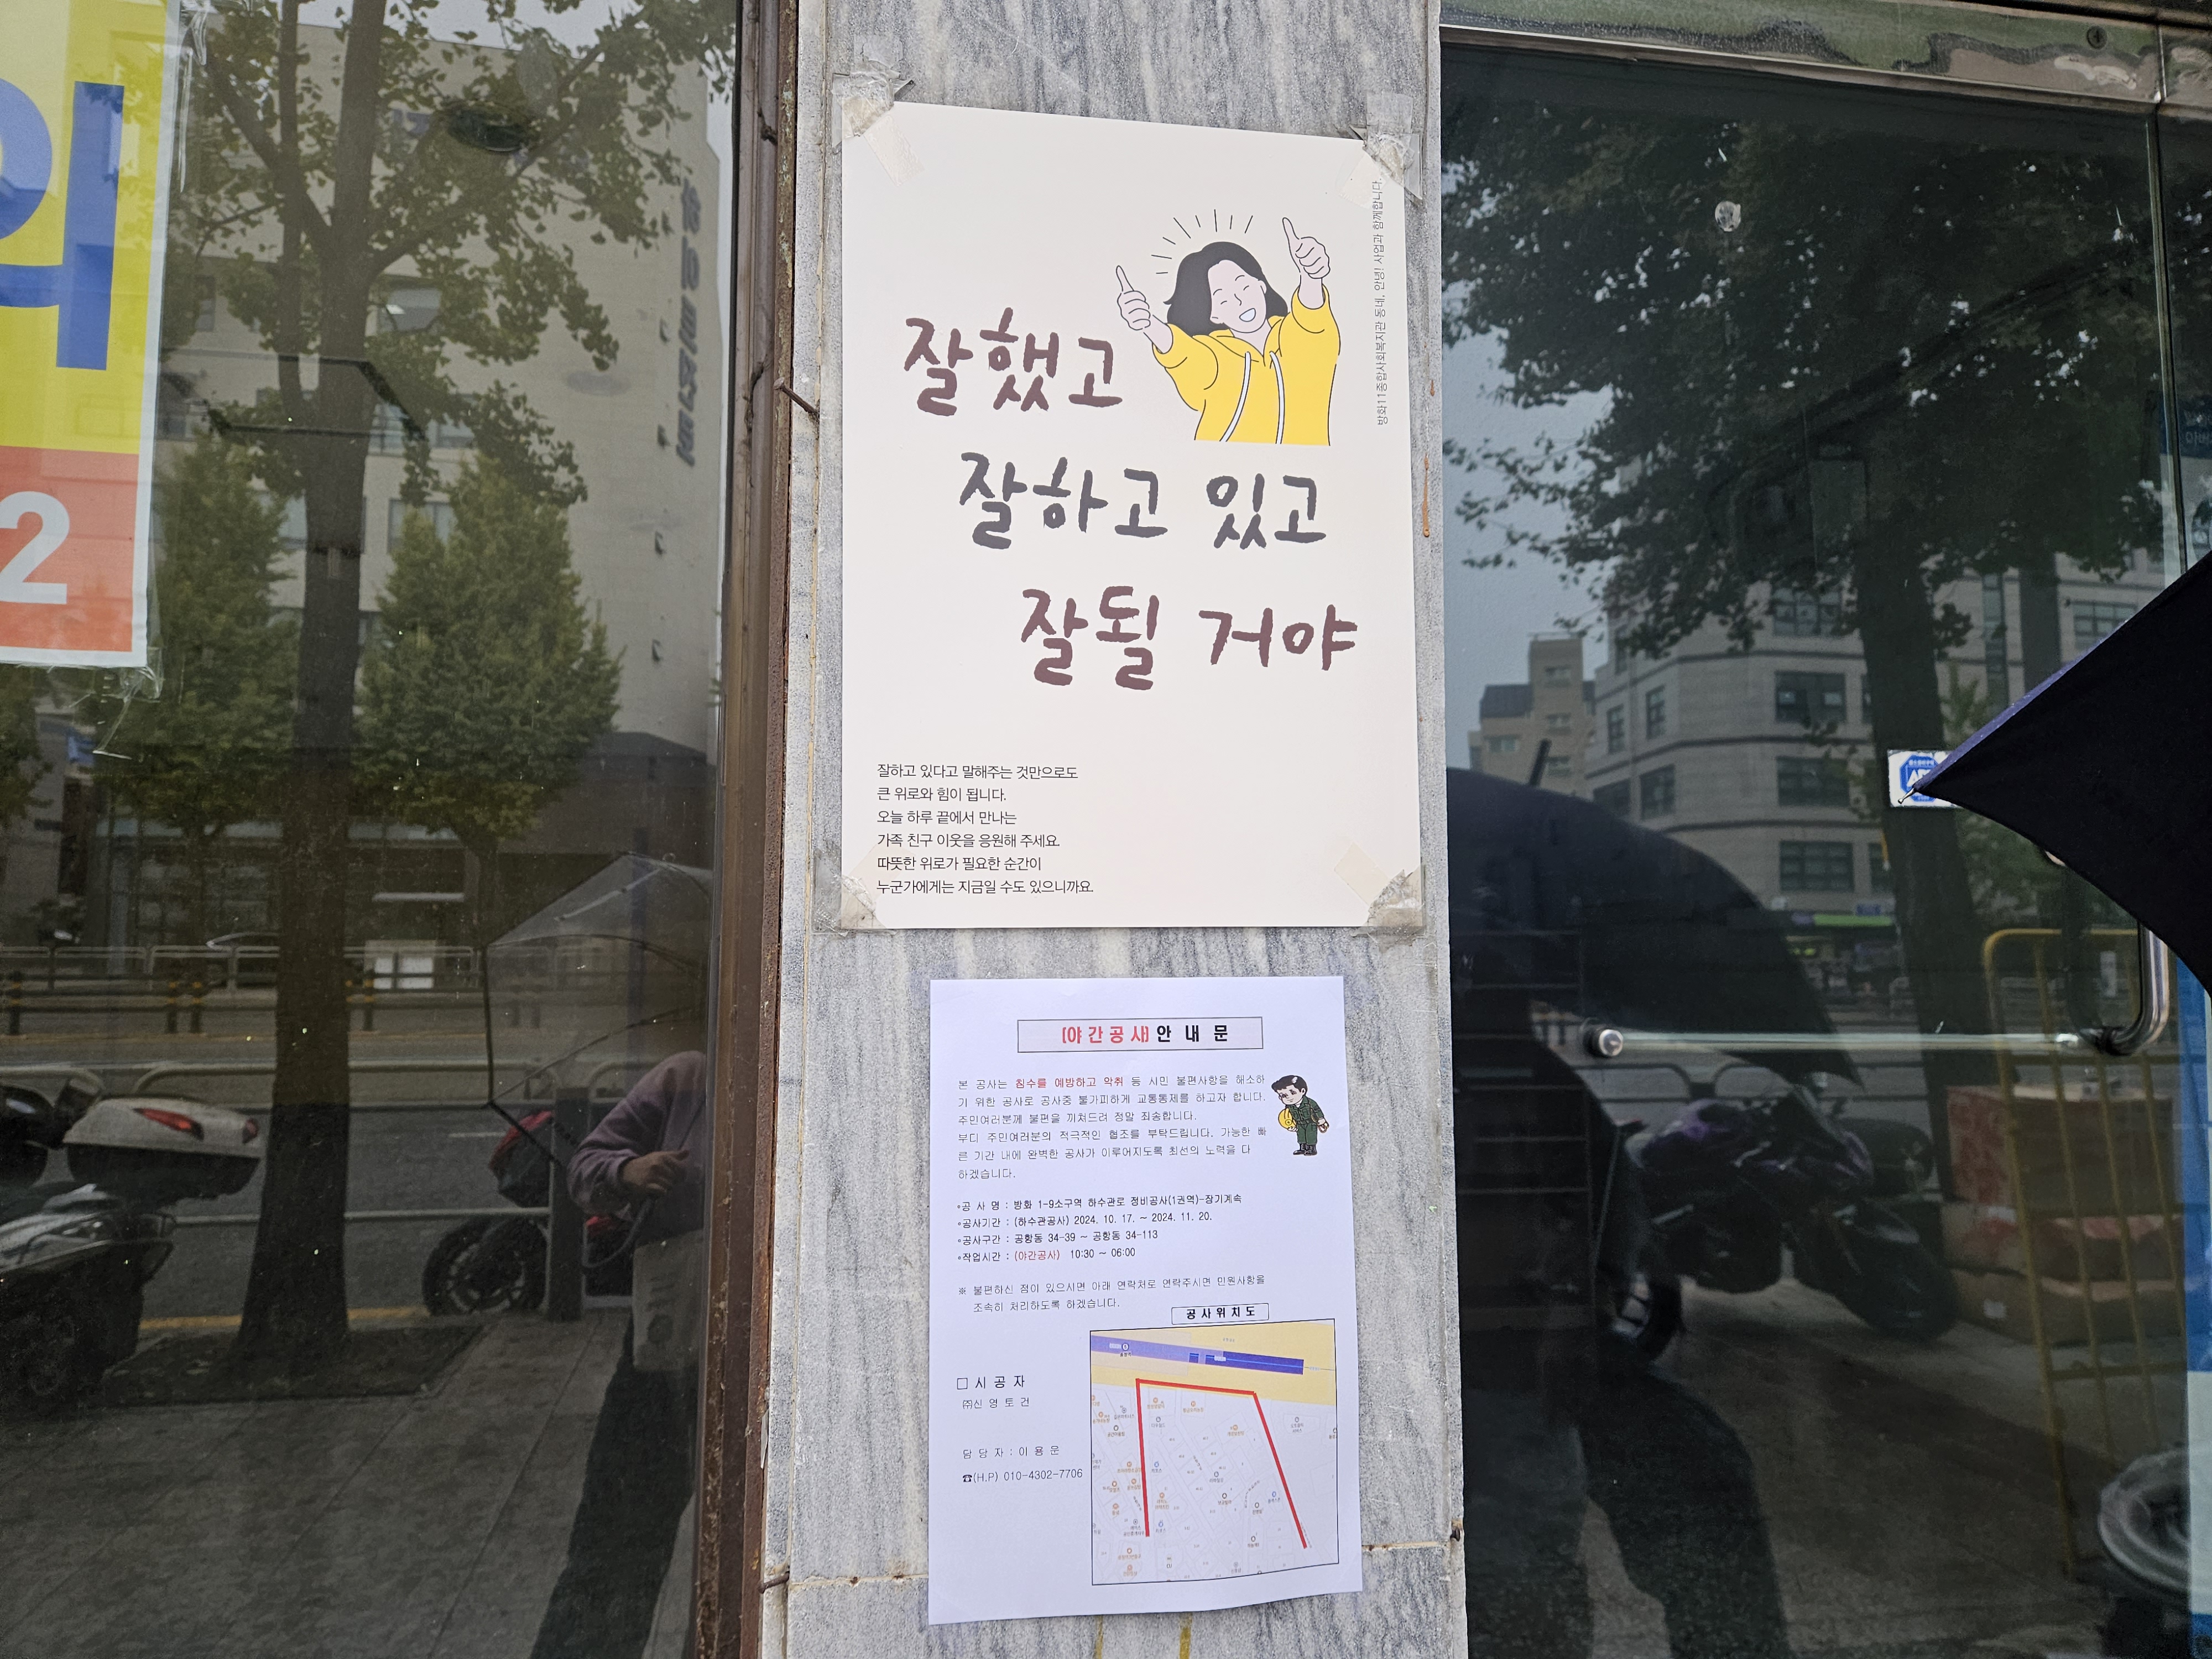 잘했고
잘하고 있고
잘될 거야
방화11종합사회복지관 동네, 안녕! 사업과 함께합니다.
잘하고 있다고 말해주는 것만으로도
큰 위로와 힘이 됩니다.
오늘 하루 끝에서 만나는
가족 친구 이웃을 응원해 주세요.
따뜻한 위로가 필요한 순간이
누군가에게는 지금일 수도 있으니까요.
(야간공사)안 내 문
본 공사는 침수를 예방하고 악취 등 시민 불편사항을 해소하
기 위한 공사로 공사중 불가피하게 교통통제를 하고자 합니다.
주민여러분께 불편을 끼쳐드려 정말 죄송합니다.
부디 주민여러분의 적극적인 협조를 부탁드립니다. 가능한 빠
른 기간 내에 완벽한 공사가 이루어지도록 최선의 노력을 다
하겠습니다.
▫공 사 명 : 방화 1-9소구역 하수관로 정비공사(1권역)-장기계속
▫공사기간 : (하수관공사) 2024. 10. 17. ~ 2024. 11. 20.
▫공사구간 : 공항동 34-39 ~ 공항동 34-113
▫작업시간 : (야간공사) 10:30 ~ 06:00
※ 불편하신 점이 있으시면 아래 연락처로 연락주시면 민원사항을
조속히 처리하도록 하겠습니다.
공 사 위 치 도
□ 시 공 자
㈜신 영 토 건
담 당 자 : 이 용 운
☎(H.P) 010-4302-7706
2